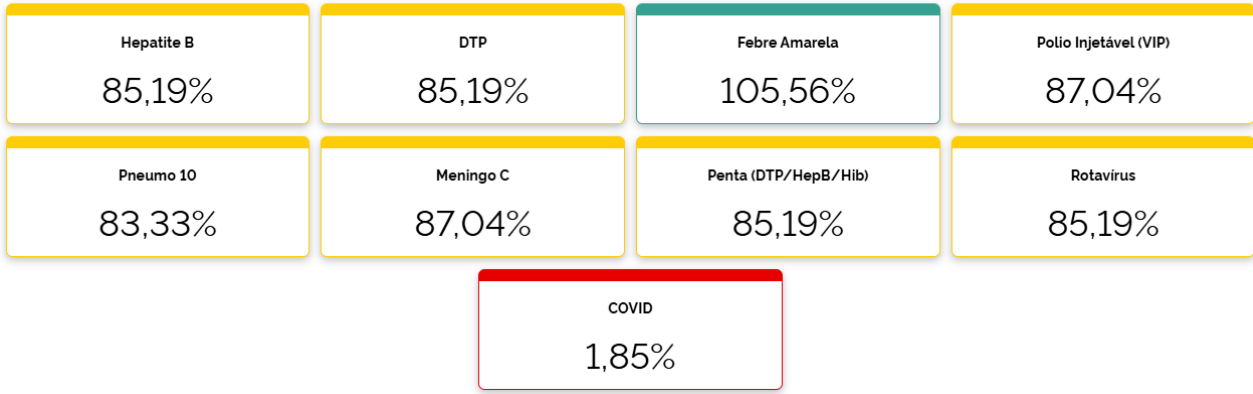 Hepatite B
85,19%
DTP
85,19%
Febre Amarela
105,56%
Polio Injetável (VIP)
87,04%
Pneumo 10
83,33%
Meningo C
87,04%
Penta (DTP/HepB/Hib)
85,19%
Rotavírus
85,19%
COVID
1,85%